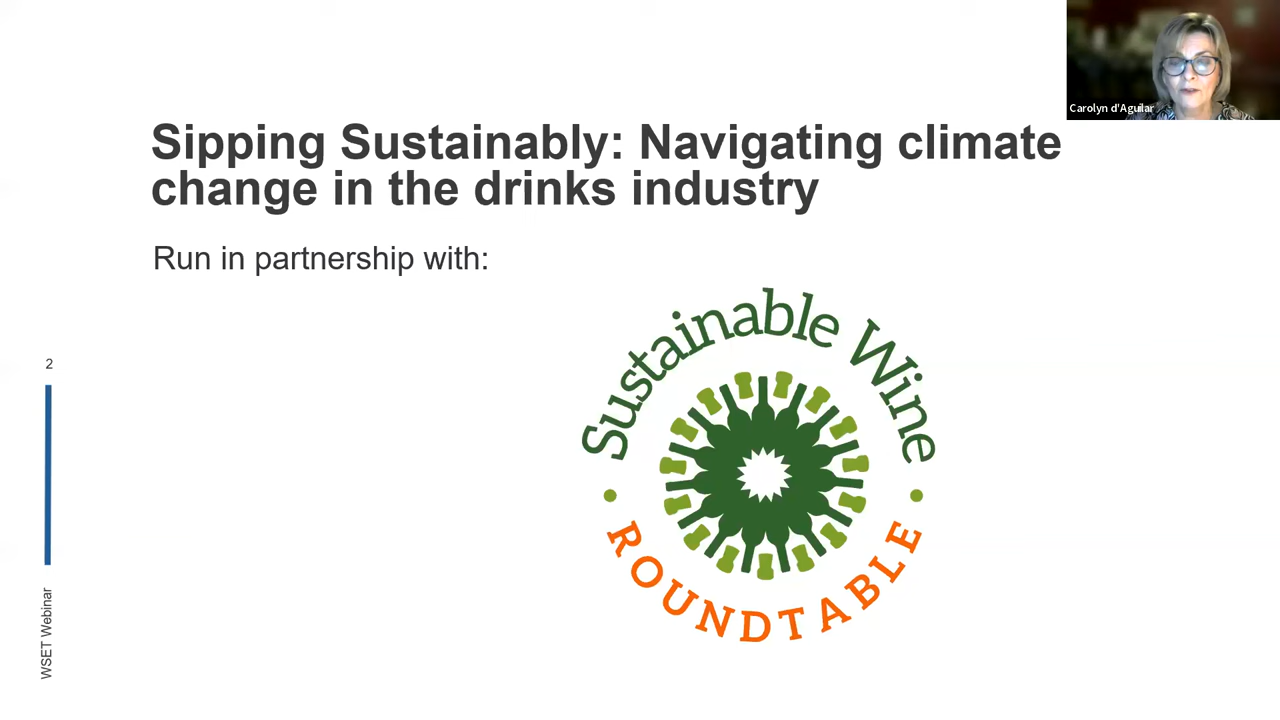 Carolyn d'Aguilar
Sipping Sustainably: Navigating climate
change in the drinks industry
Run in partnership with:
Sustainable Wine
ROUNDTABLE
2
WSET Webinar